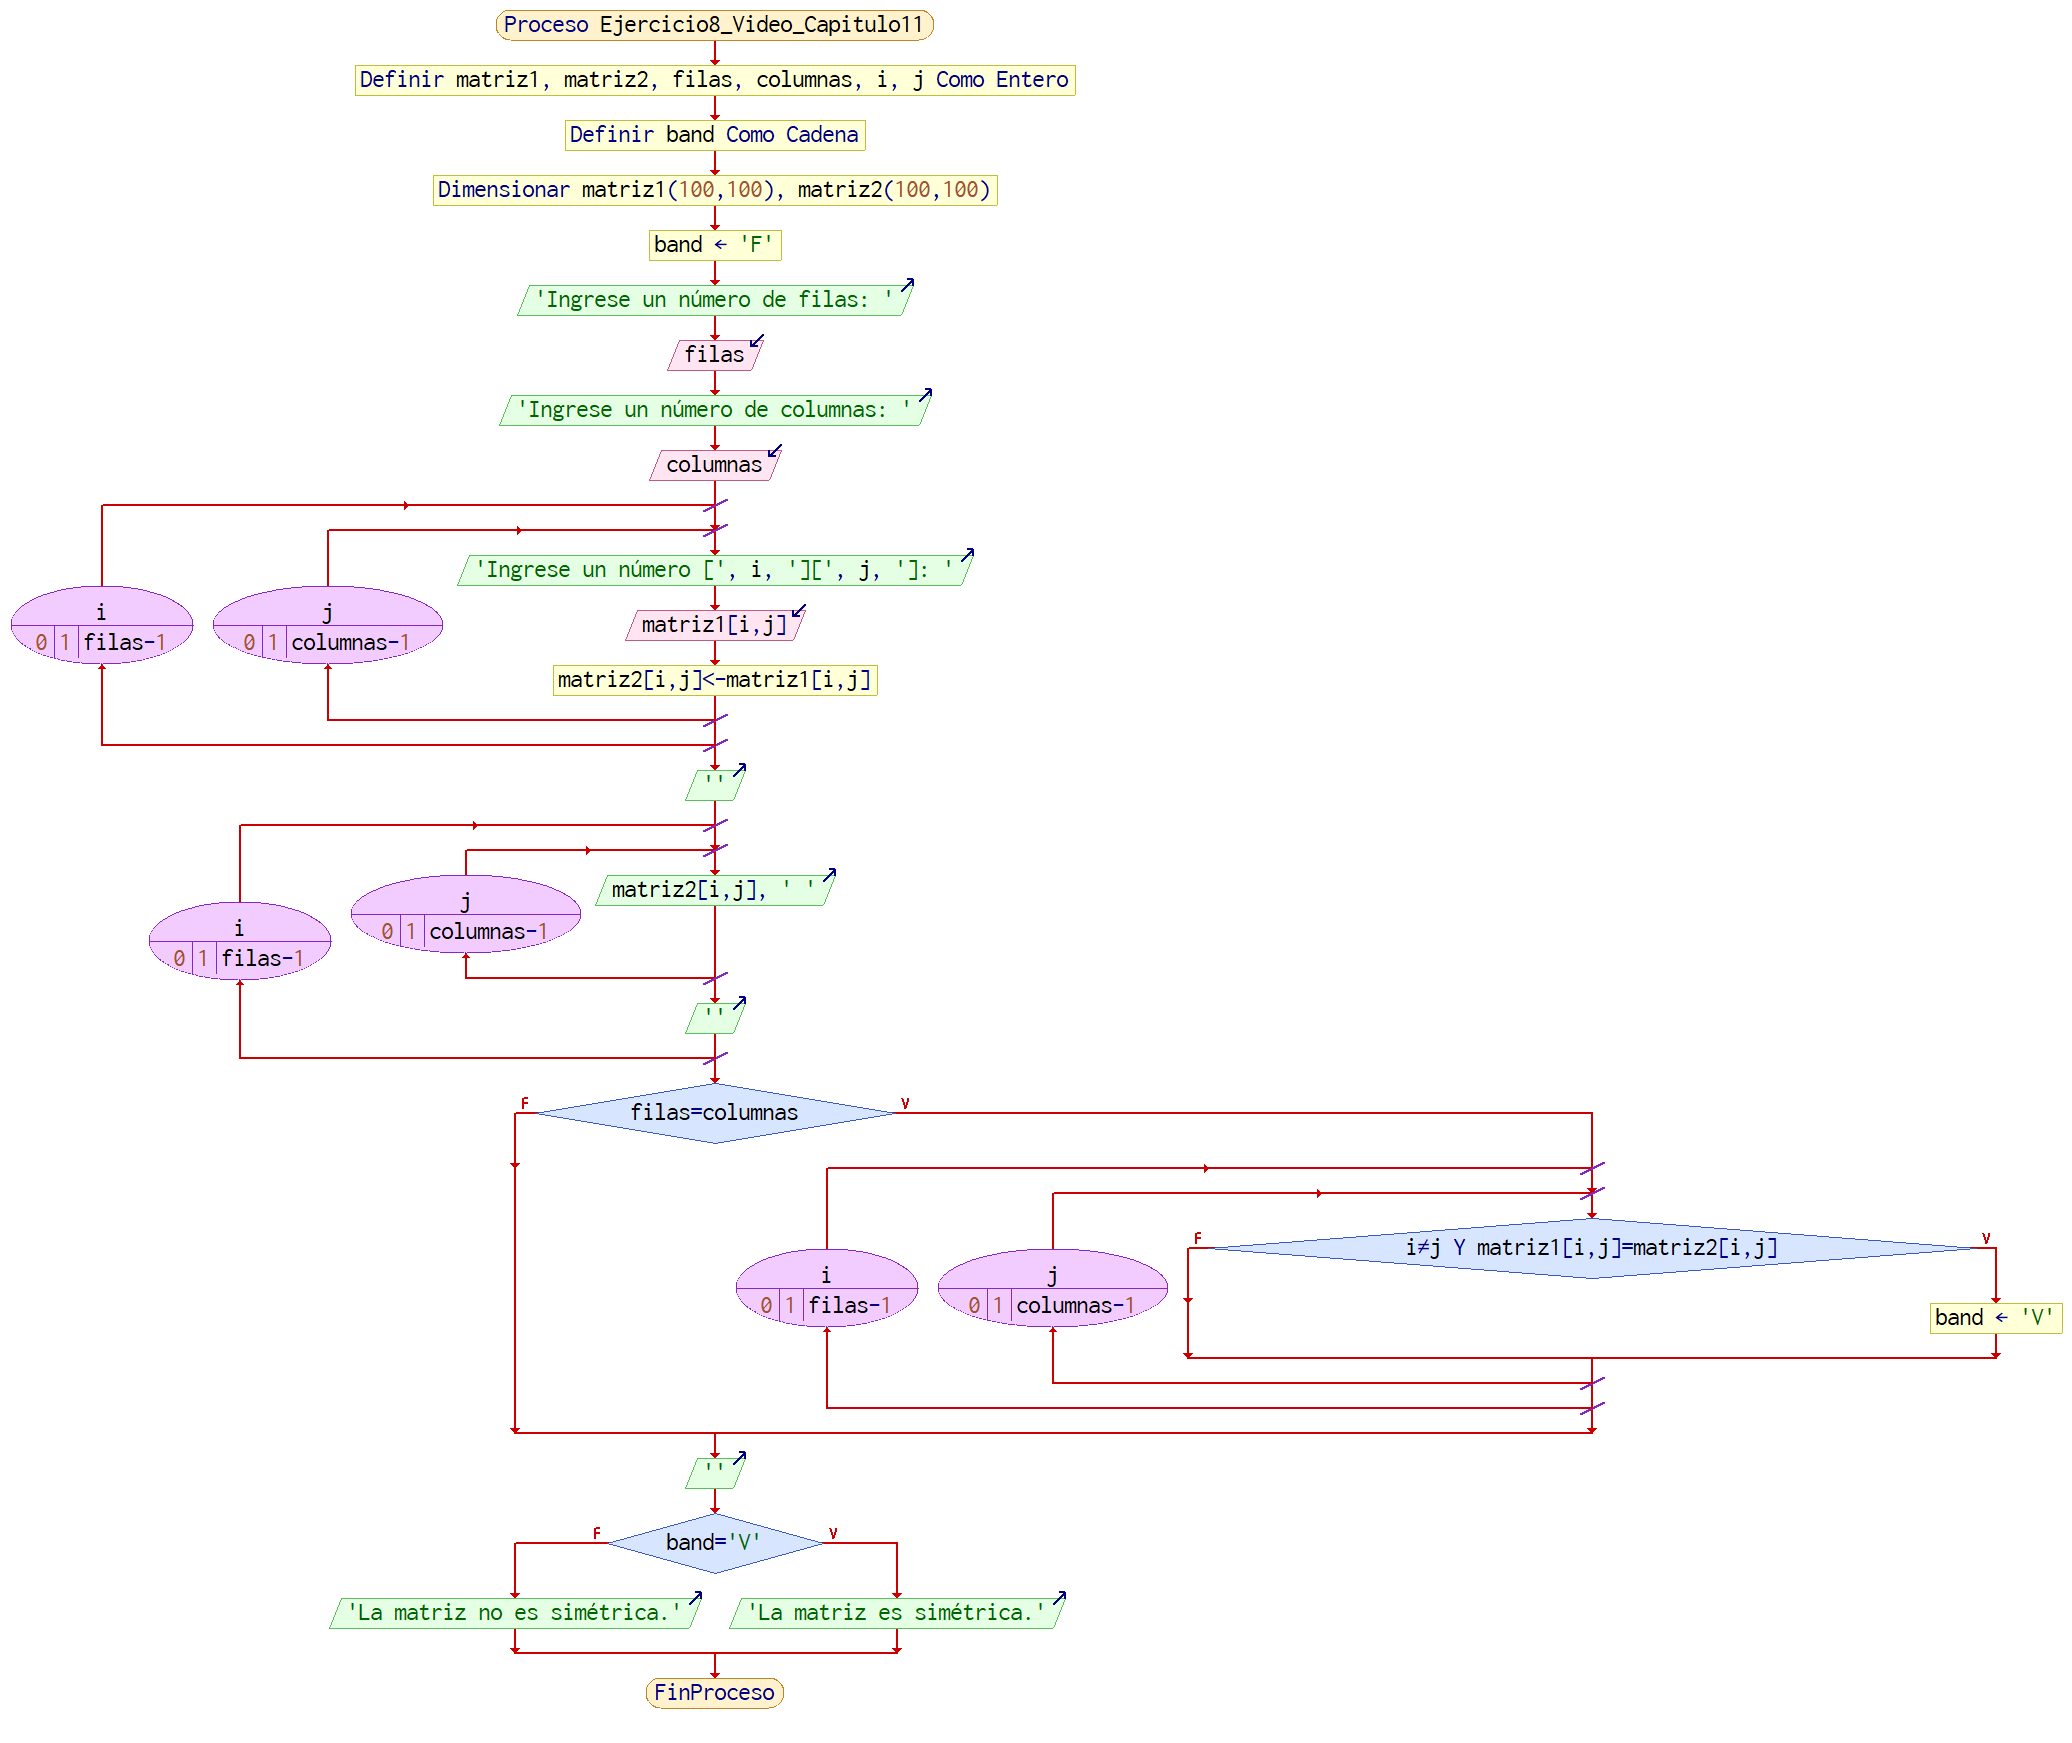 Proceso Ejercicio8_Video_Capitulo11
Definir matriz1, matriz2, filas, columnas, i, j Como Entero
Definir band Como Cadena
Dimensionar matriz1(100,100), matriz2(100,100)
band ← 'F'
'Ingrese un número de filas: '
filas
'Ingrese un número de columnas: '
columnas
'Ingrese un número [', i, '][', j, ']: '
i
0 1 filas-1
j
0 1 columnas-1
matriz1[i,j]
matriz2[i,j]<-matriz1[i,j]
''
matriz2[i,j], ' '
j
0 1 columnas-1
i
0 1 filas-1
''
F
filas=columnas
V
F
i≠j Y matriz1[i,j]=matriz2[i,j]
V
i
0 1 filas-1
j
0 1 columnas-1
band ← 'V'
''
F
band='V'
V
'La matriz no es simétrica.'
'La matriz es simétrica.'
FinProceso